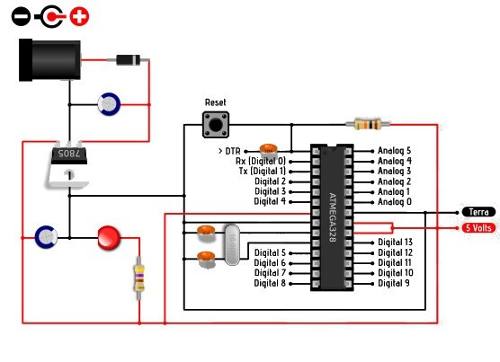 Reset
> DTR
Rx (Digital 0)
Tx (Digital 1)
Digital 2
Digital 3
Digital 4
Digital 5
Digital 6
Digital 7
Digital 8
7805
ATMEGA328
Analog 5
Analog 4
Analog 3
Analog 2
Analog 1
Analog 0
Terra
5 Volts
Digital 13
Digital 12
Digital 11
Digital 10
Digital 9